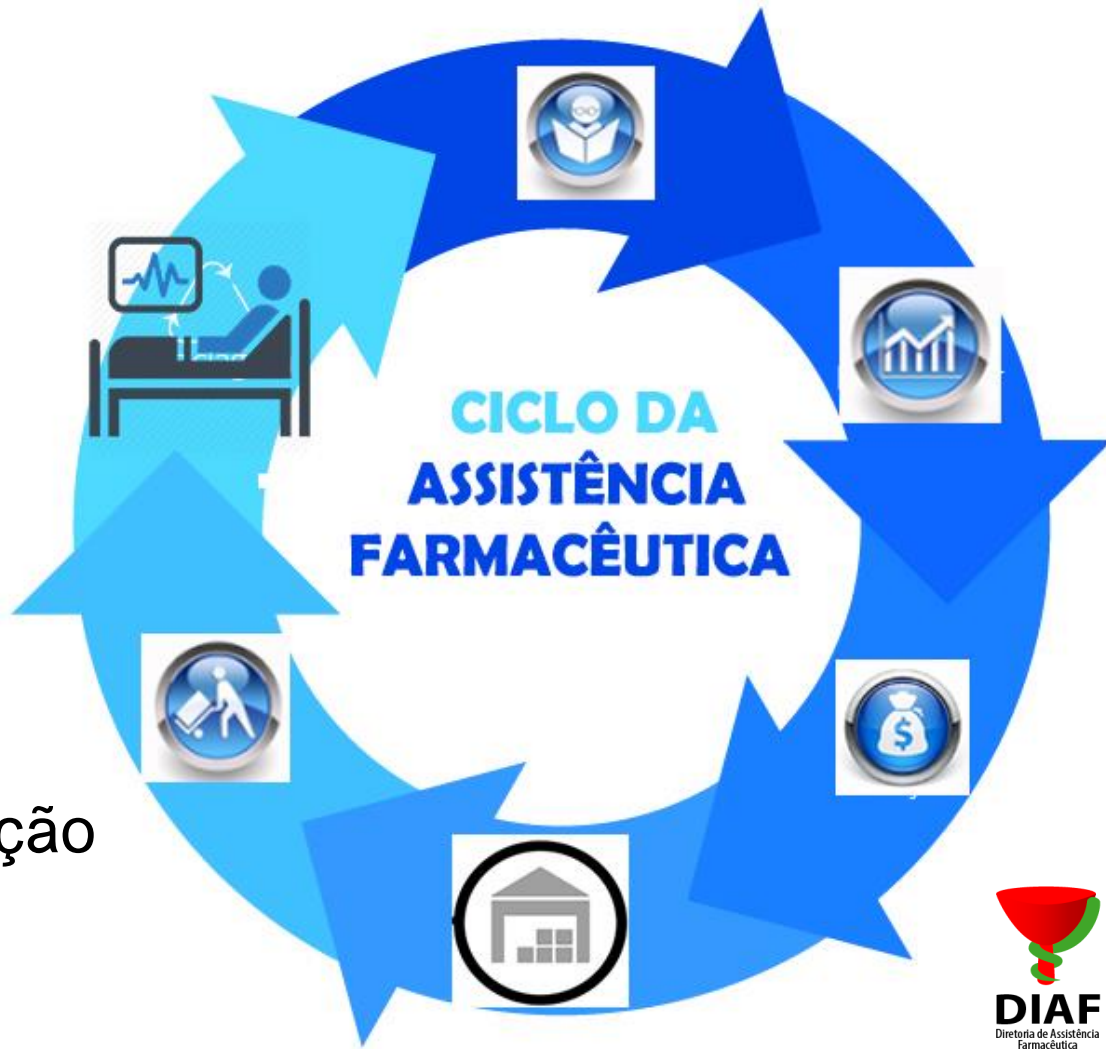 CICLO DA
ASSISTÊNCIA
FARMACÊUTICA
ção
DIAF
Diretoria de Assistência
Farmacêutica